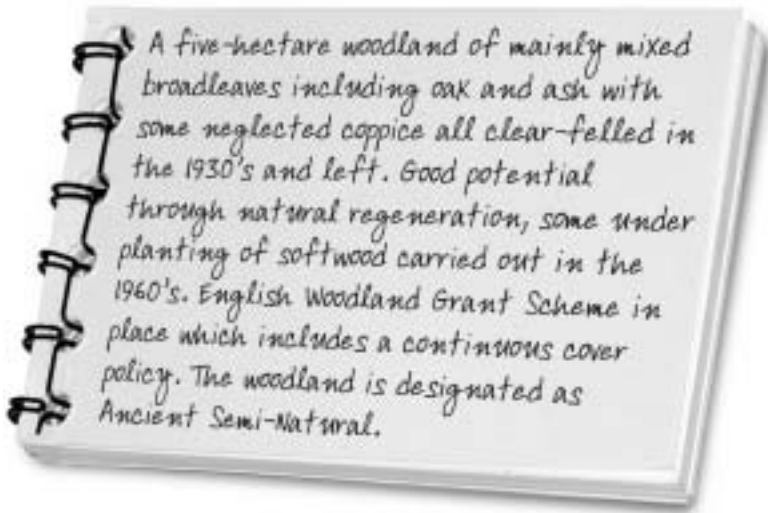 A five-hectare woodland of mainly mixed
broadleaves including oak and ash with
some neglected coppice all clear-felled in
the 1930's and left. Good potential
through natural regeneration, some under
planting of softwood carried out in the
1960's. English Woodland Grant Scheme in
place which includes a continuous cover
policy. The woodland is designated as
Ancient Semi-Natural.